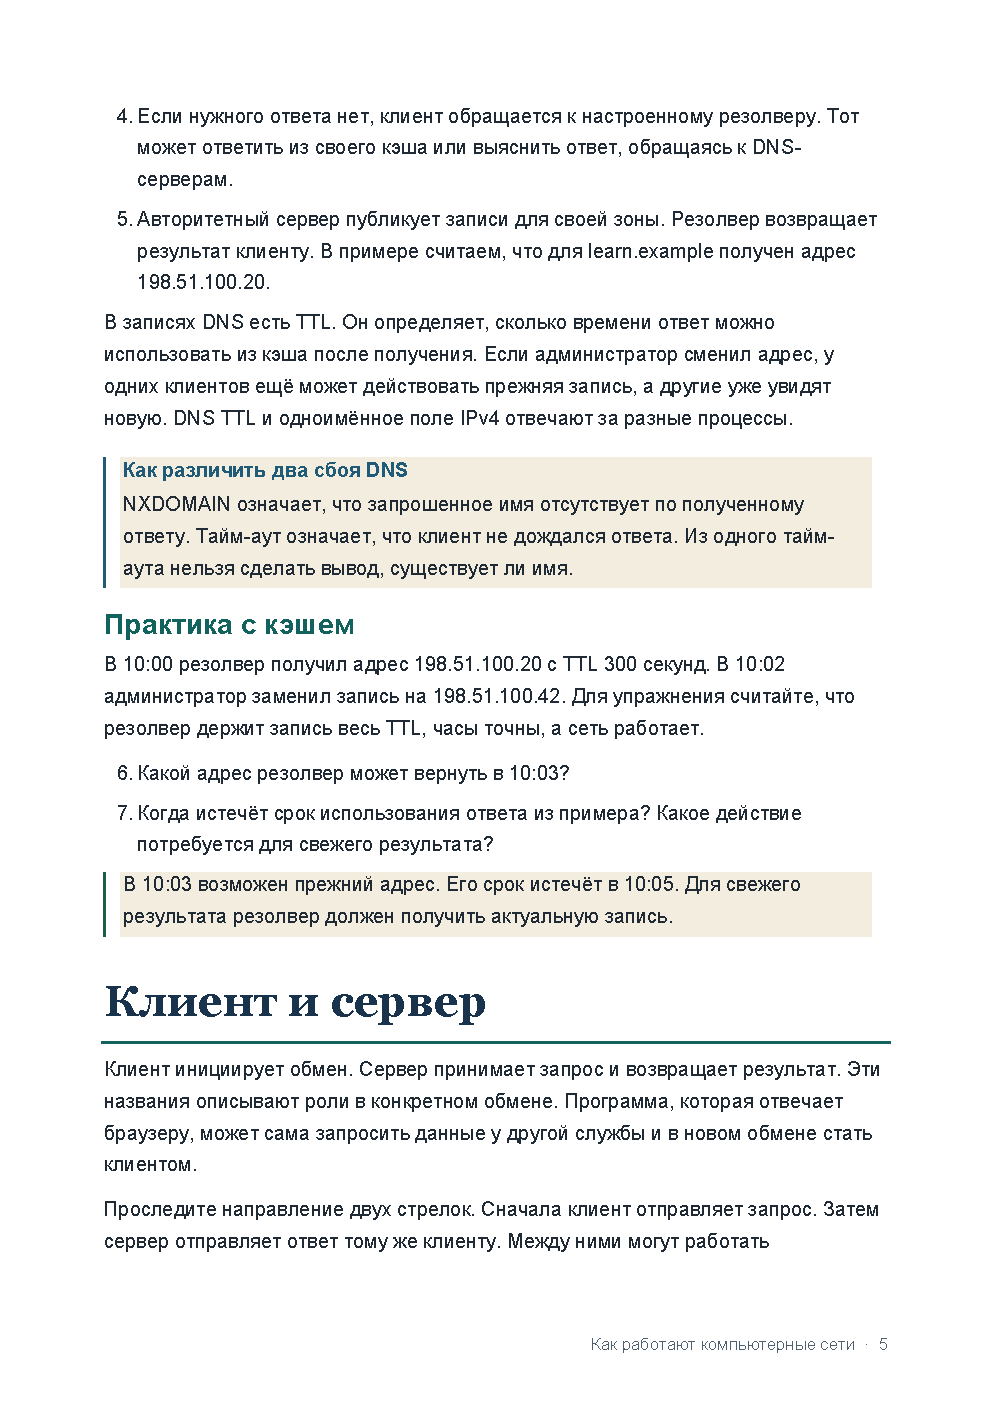 4. Если нужного ответа нет, клиент обращается к настроенному резолверу. Тот
может ответить из своего кэша или выяснить ответ, обращаясь к DNS-
серверам.
5. Авторитетный сервер публикует записи для своей зоны. Резолвер возвращает
результат клиенту. В примере считаем, что для learn.example получен адрес
198.51.100.20.
В записях DNS есть TTL. Он определяет, сколько времени ответ можно
использовать из кэша после получения. Если администратор сменил адрес, у
одних клиентов ещё может действовать прежняя запись, а другие уже увидят
новую. DNS TTL и одноимённое поле IPv4 отвечают за разные процессы.
Как различить два сбоя DNS
NXDOMAIN означает, что запрошенное имя отсутствует по полученному
ответу. Тайм-аут означает, что клиент не дождался ответа. Из одного тайм-
аута нельзя сделать вывод, существует ли имя.
Практика с кэшем
В 10:00 резолвер получил адрес 198.51.100.20 с TTL 300 секунд. В 10:02
администратор заменил запись на 198.51.100.42. Для упражнения считайте, что
резолвер держит запись весь TTL, часы точны, а сеть работает.
6. Какой адрес резолвер может вернуть в 10:03?
7. Когда истечёт срок использования ответа из примера? Какое действие
потребуется для свежего результата?
В 10:03 возможен прежний адрес. Его срок истечёт в 10:05. Для свежего
результата резолвер должен получить актуальную запись.
Клиент и сервер
Клиент инициирует обмен. Сервер принимает запрос и возвращает результат. Эти
названия описывают роли в конкретном обмене. Программа, которая отвечает
браузеру, может сама запросить данные у другой службы и в новом обмене стать
клиентом.
Проследите направление двух стрелок. Сначала клиент отправляет запрос. Затем
сервер отправляет ответ тому же клиенту. Между ними могут работать
Как работают компьютерные сети · 5